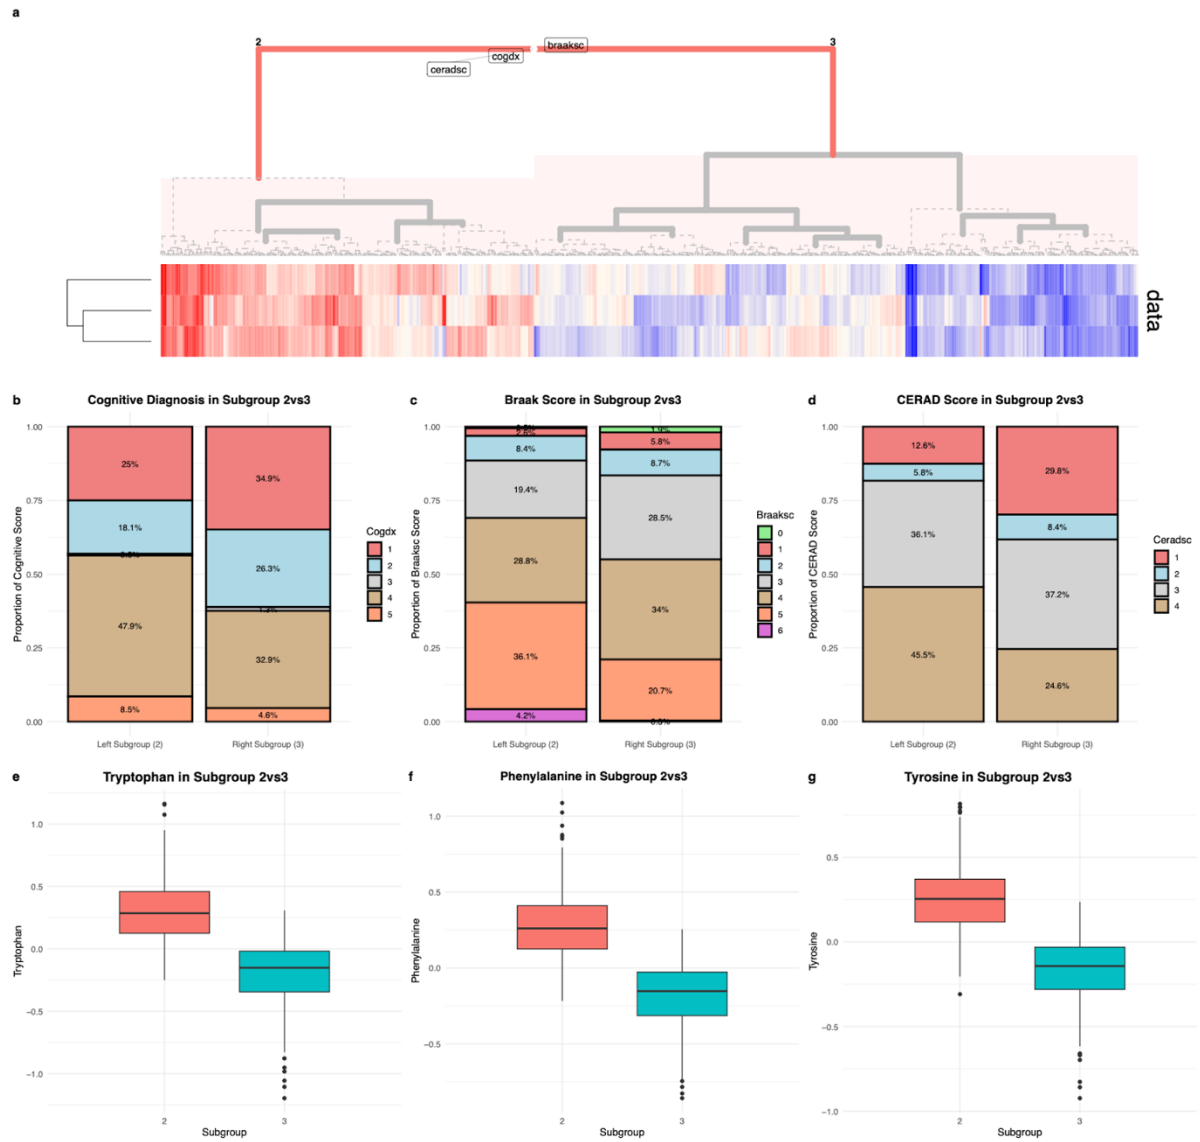 a
2
braaksc
3
cogdx
ceradsc
data
b
Cognitive Diagnosis in Subgroup 2vs3
Proportion of Cognitive Score
1.00
0.75
0.50
0.25
0.00
25%
18.1%
47.9%
8.5%
34.9%
26.3%
1.3%
32.9%
4.6%
Left Subgroup (2)
Right Subgroup (3)
Cogdx
1
2
3
4
5
c
Braak Score in Subgroup 2vs3
Proportion of Braaksc Score
1.00
0.75
0.50
0.25
0.00
8.4%
19.4%
28.8%
36.1%
4.2%
1.9%
5.8%
8.7%
28.5%
34%
20.7%
Left Subgroup (2)
Right Subgroup (3)
Braaksc
0
1
2
3
4
5
6
d
CERAD Score in Subgroup 2vs3
Proportion of CERAD Score
1.00
0.75
0.50
0.25
0.00
12.6%
5.8%
36.1%
45.5%
29.8%
8.4%
37.2%
24.6%
Left Subgroup (2)
Right Subgroup (3)
Ceradsc
1
2
3
4
e
Tryptophan in Subgroup 2vs3
Tryptophan
1.0
0.5
0.0
−0.5
−1.0
2
3
Subgroup
f
Phenylalanine in Subgroup 2vs3
Phenylalanine
1.0
0.5
0.0
−0.5
2
3
Subgroup
g
Tyrosine in Subgroup 2vs3
Tyrosine
0.5
0.0
−0.5
−1.0
2
3
Subgroup